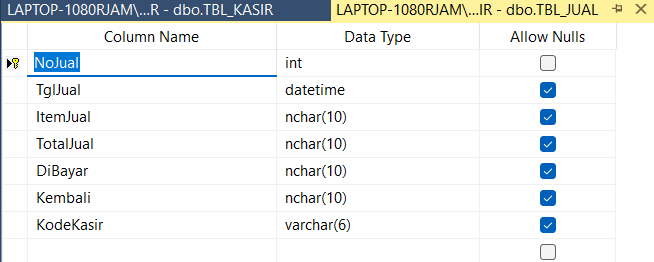 LAPTOP-1080RJAM\...R - dbo.TBL_KASIR LAPTOP-1080RJAM\...IR - dbo.TBL_JUAL
Column Name Data Type Allow Nulls
NoJual int
TglJual datetime
ItemJual nchar(10)
TotalJual nchar(10)
DiBayar nchar(10)
Kembali nchar(10)
KodeKasir varchar(6)